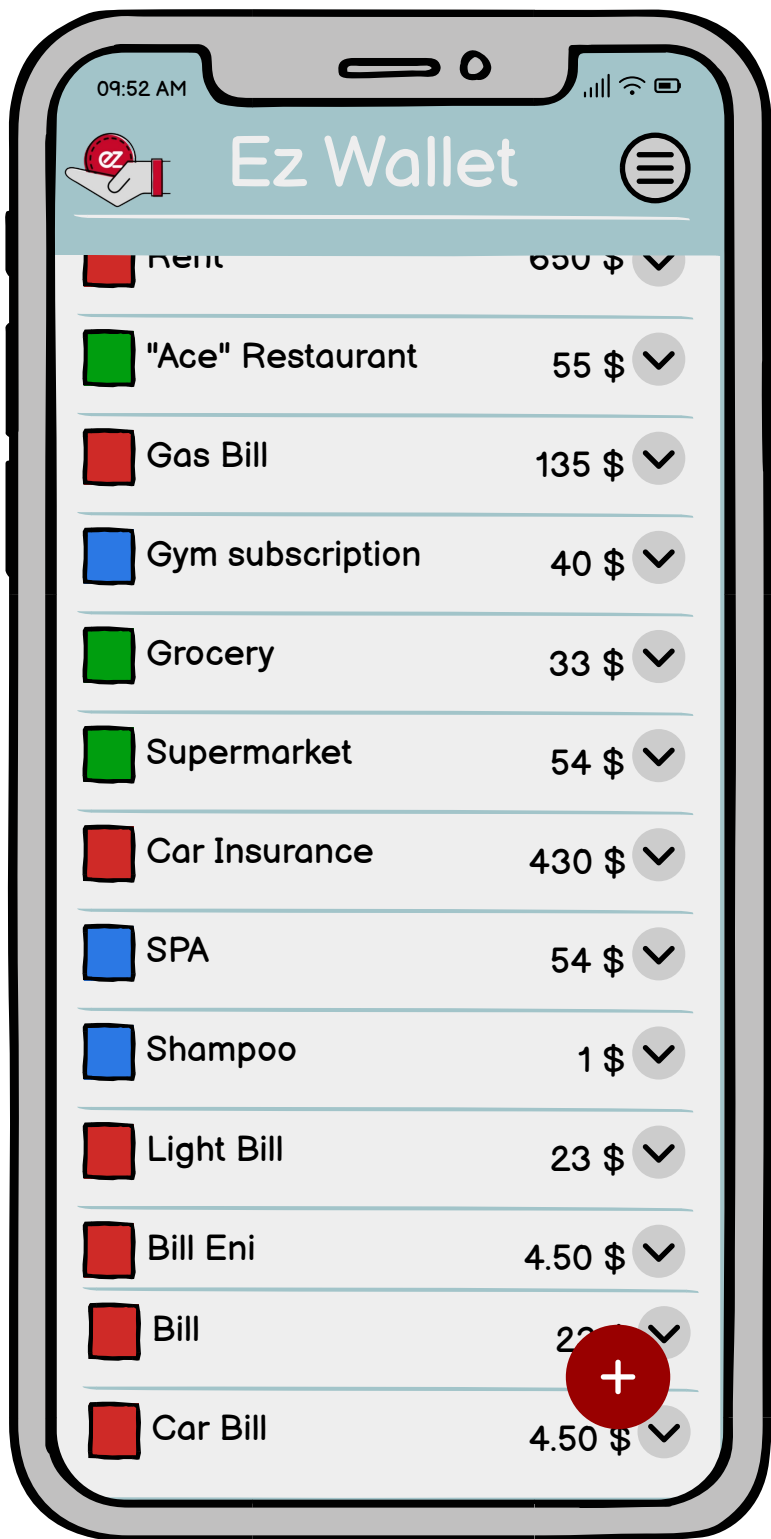 09:52 AM
ez
Ez Wallet
Rent 650 $
"Ace" Restaurant 55 $
Gas Bill 135 $
Gym subscription 40 $
Grocery 33 $
Supermarket 54 $
Car Insurance 430 $
SPA 54 $
Shampoo 1 $
Light Bill 23 $
Bill Eni 4.50 $
Bill
Car Bill 4.50 $